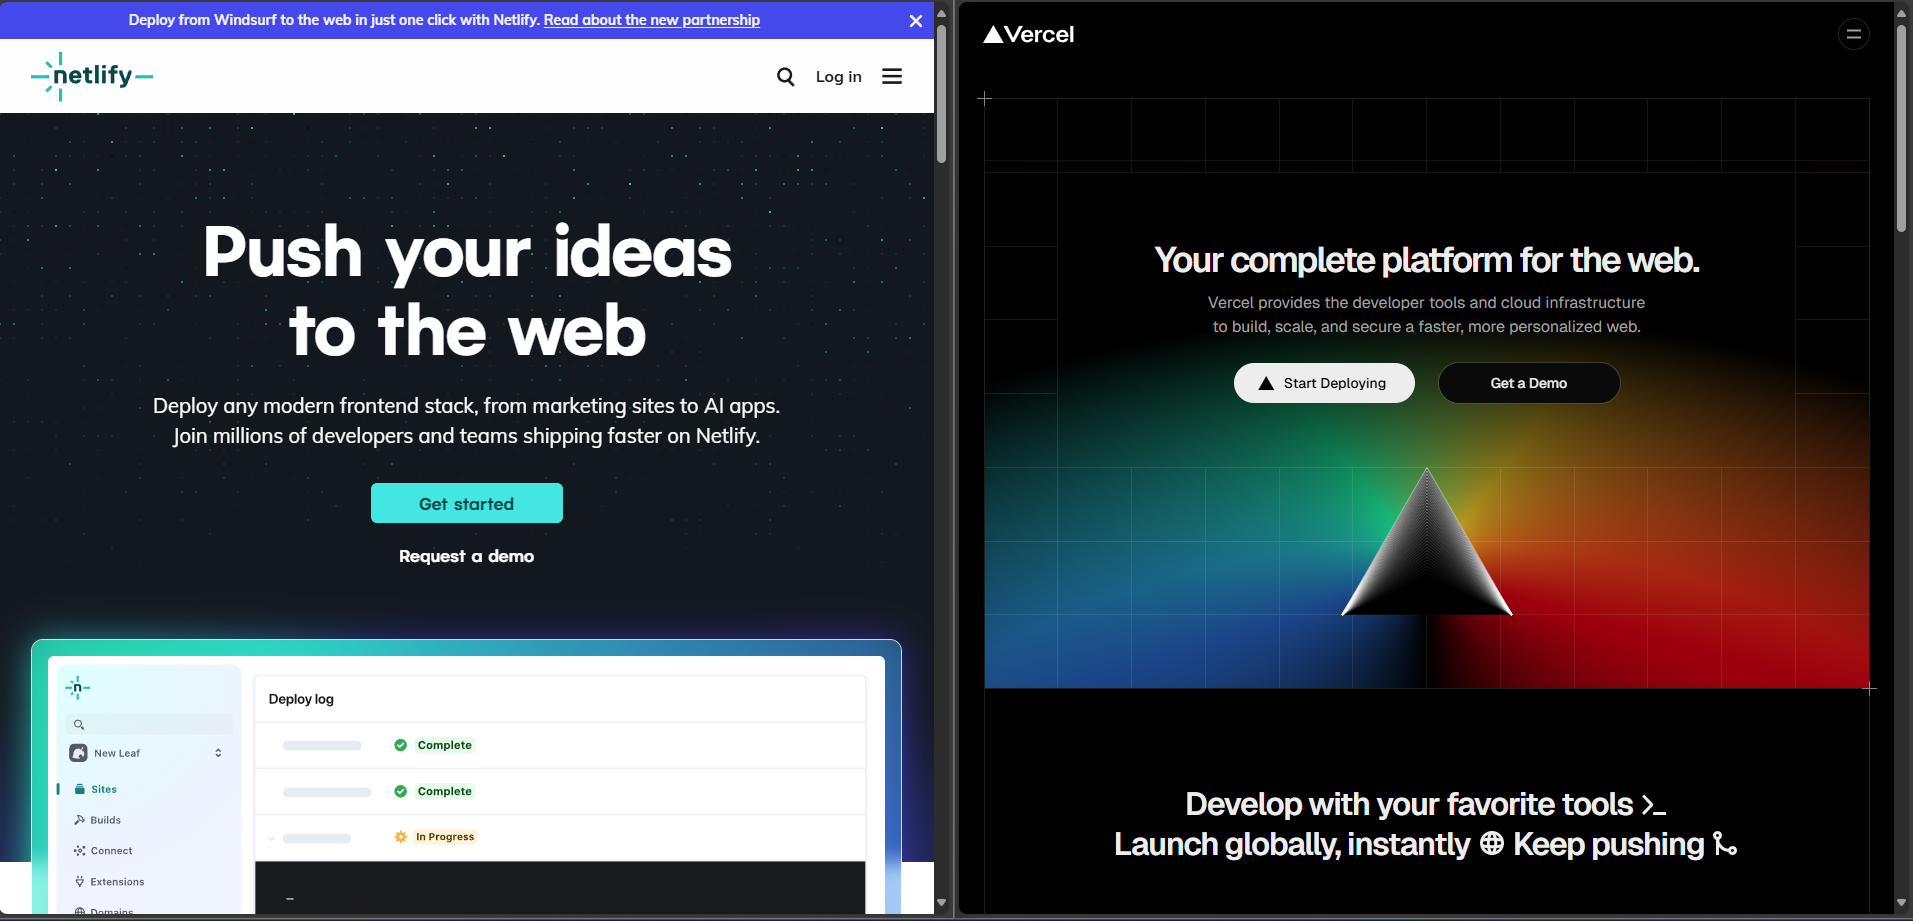 Deploy from Windsurf to the web in just one click with Netlify. Read about the new partnership
netlify
Log in
Push your ideas
to the web
Deploy any modern frontend stack, from marketing sites to AI apps.
Join millions of developers and teams shipping faster on Netlify.
Get started
Request a demo
n
New Leaf
Sites
Builds
Connect
Extensions
Domains
Deploy log
Complete
Complete
In Progress
Vercel
Your complete platform for the web.
Vercel provides the developer tools and cloud infrastructure
to build, scale, and secure a faster, more personalized web.
Start Deploying
Get a Demo
Develop with your favorite tools
Launch globally, instantly Keep pushing